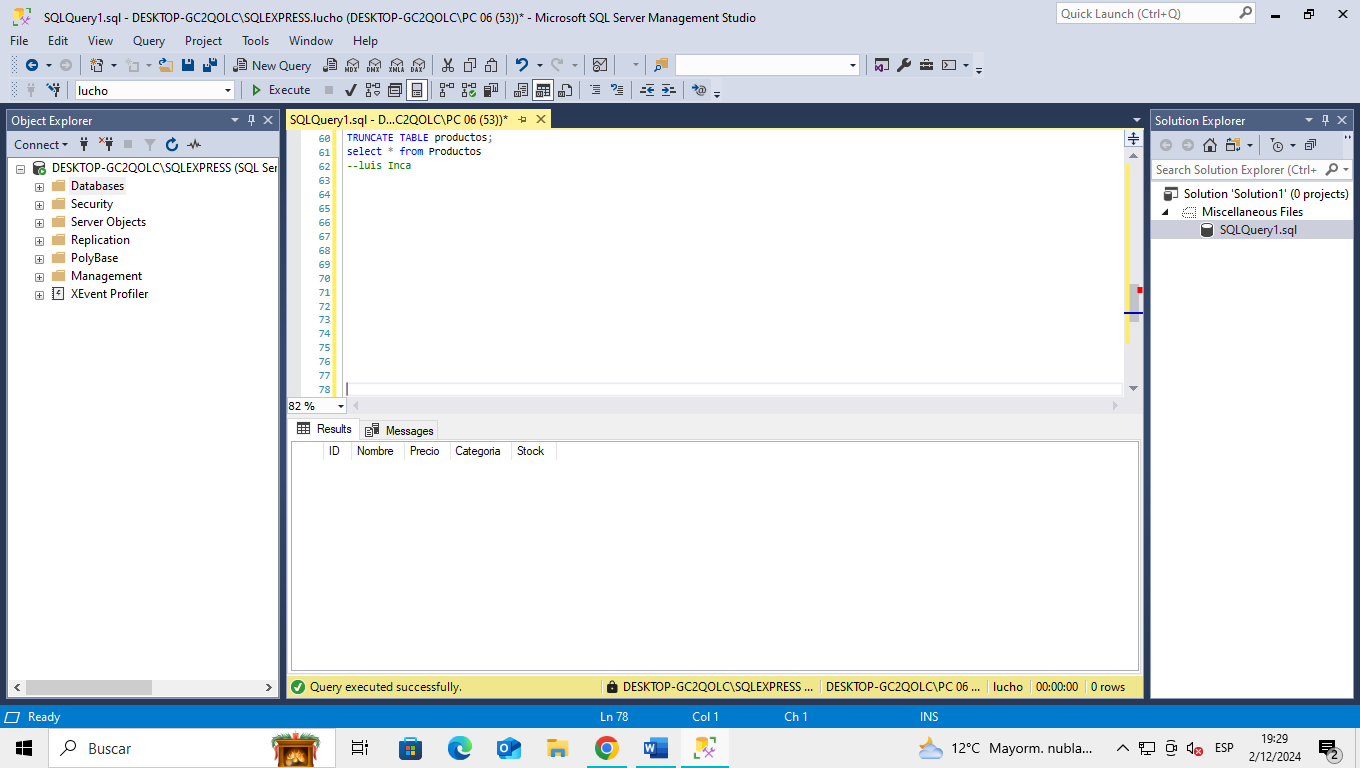 SQLQuery1.sql - DESKTOP-GC2QOLC\SQLEXPRESS.lucho (DESKTOP-GC2QOLC\PC 06 (53))* - Microsoft SQL Server Management Studio
Quick Launch (Ctrl+Q)
File Edit View Query Project Tools Window Help
New Query MDX DMX XMLA DAX
lucho Execute
Object Explorer
Connect
DESKTOP-GC2QOLC\SQLEXPRESS (SQL Ser
Databases
Security
Server Objects
Replication
PolyBase
Management
XEvent Profiler
SQLQuery1.sql - D...C2QOLC\PC 06 (53))*
60 TRUNCATE TABLE productos;
61 select * from Productos
62 --luis Inca
63
64
65
66
67
68
69
70
71
72
73
74
75
76
77
78
82 %
Results Messages
ID Nombre Precio Categoria Stock
Query executed successfully. DESKTOP-GC2QOLC\SQLEXPRESS ... DESKTOP-GC2QOLC\PC 06 ... lucho 00:00:00 0 rows
Solution Explorer
Search Solution Explorer (Ctrl+
Solution 'Solution1' (0 projects)
Miscellaneous Files
SQLQuery1.sql
Ready Ln 78 Col 1 Ch 1 INS
Buscar
12°C Mayorm. nubla... ESP
19:29
2/12/2024
2